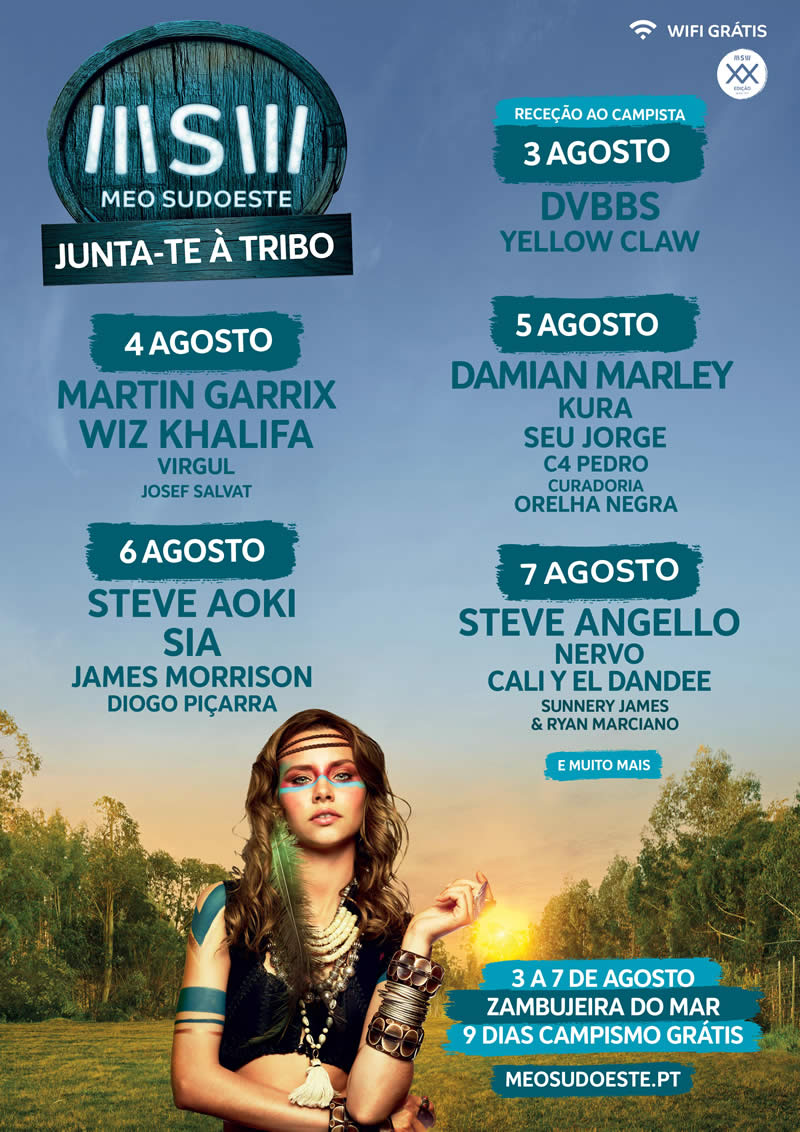 WIFI GRÁTIS
MSW
XX
EDIÇÃO
MSW
MEO SUDOESTE
JUNTA-TE À TRIBO
RECEÇÃO AO CAMPISTA
3 AGOSTO
DVBBS
YELLOW CLAW
4 AGOSTO
MARTIN GARRIX
WIZ KHALIFA
VIRGUL
JOSEF SALVAT
5 AGOSTO
DAMIAN MARLEY
KURA
SEU JORGE
C4 PEDRO
CURADORIA
ORELHA NEGRA
6 AGOSTO
STEVE AOKI
SIA
JAMES MORRISON
DIOGO PIÇARRA
7 AGOSTO
STEVE ANGELLO
NERVO
CALI Y EL DANDEE
SUNNERY JAMES
& RYAN MARCIANO
E MUITO MAIS
3 A 7 DE AGOSTO
ZAMBUJEIRA DO MAR
9 DIAS CAMPISMO GRÁTIS
MEOSUDOESTE.PT